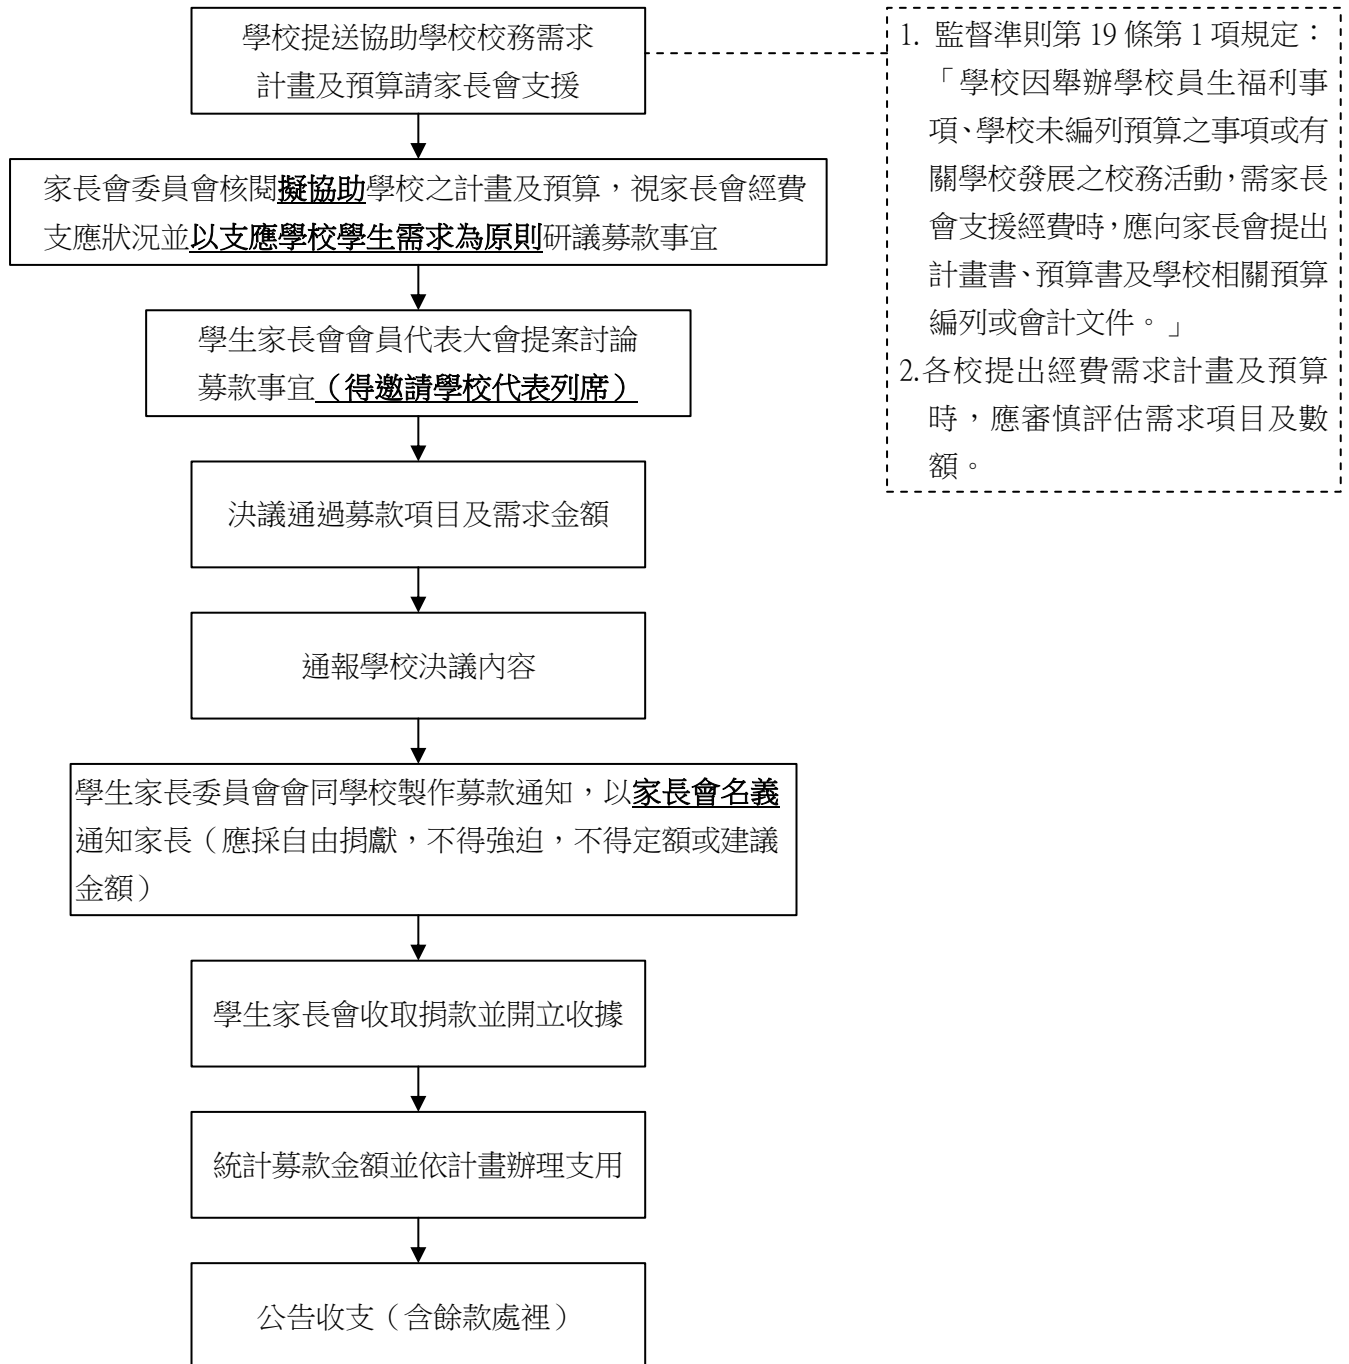 學校提送協助學校校務需求
計畫及預算請家長會支援
家長會委員會核閱擬協助學校之計畫及預算，視家長會經費
支應狀況並以支應學校學生需求為原則研議募款事宜
學生家長會會員代表大會提案討論
募款事宜（得邀請學校代表列席）
決議通過募款項目及需求金額
通報學校決議內容
學生家長委員會會同學校製作募款通知，以家長會名義
通知家長（應採自由捐獻，不得強迫，不得定額或建議
金額）
學生家長會收取捐款並開立收據
統計募款金額並依計畫辦理支用
公告收支（含餘款處裡）
1. 監督準則第 19 條第 1 項規定：
「學校因舉辦學校員生福利事
項、學校未編列預算之事項或有
關學校發展之校務活動，需家長
會支援經費時，應向家長會提出
計畫書、預算書及學校相關預算
編列或會計文件。」
2.各校提出經費需求計畫及預算
時，應審慎評估需求項目及數
額。